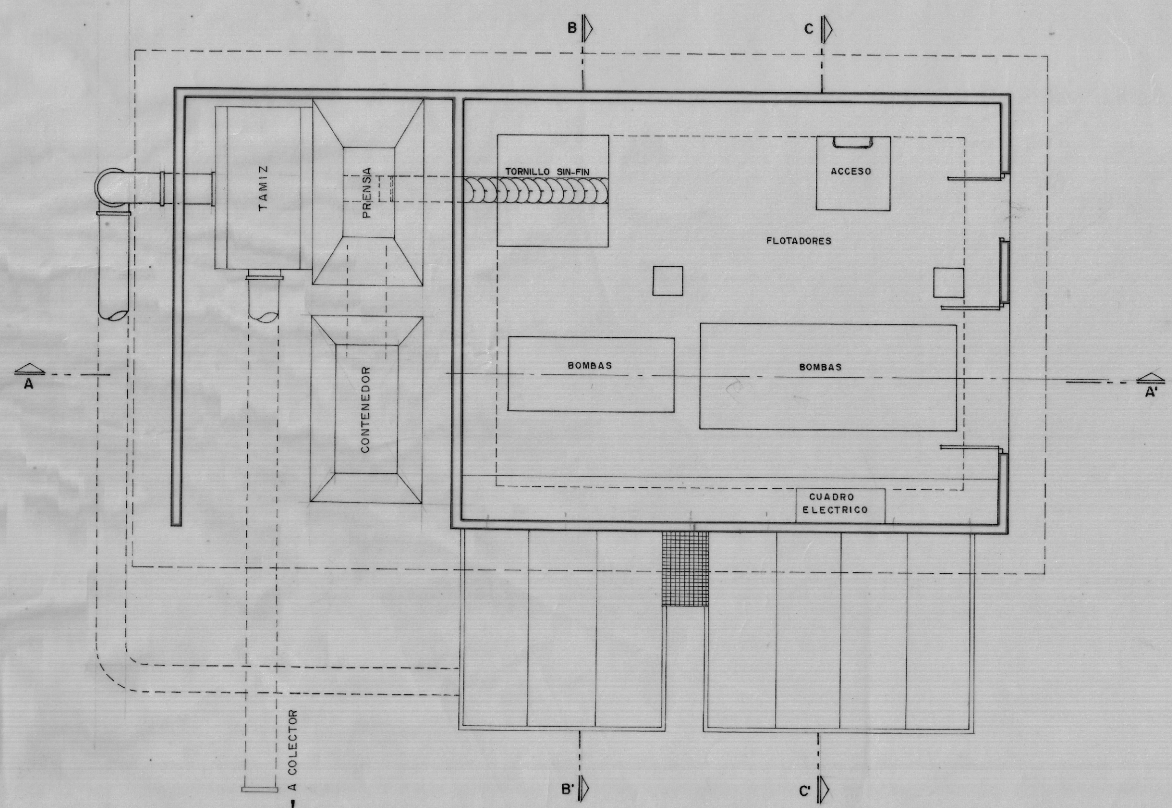 B
C
TAMIZ
PRENSA
TORNILLO SIN-FIN
ACCESO
FLOTADORES
A
CONTENEDOR
BOMBAS
BOMBAS
A'
CUADRO
ELECTRICO
A COLECTOR
B'
C'